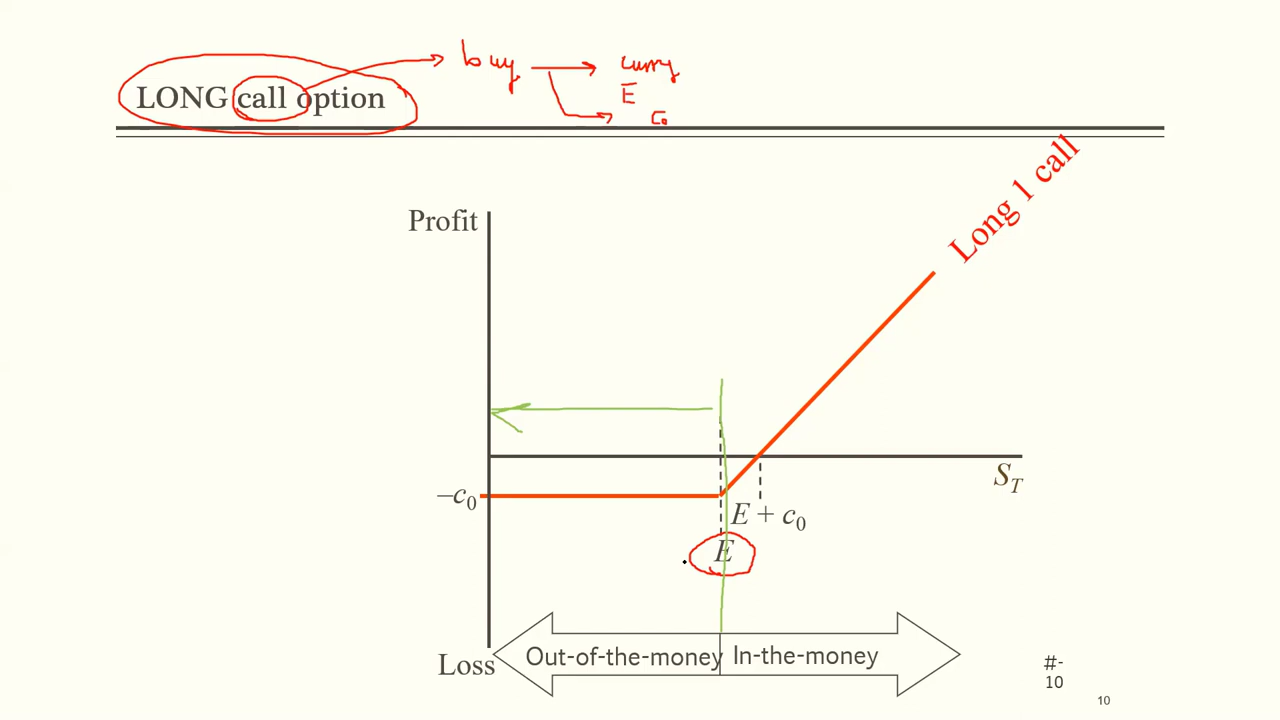 buy
curry
LONG call option
E
c₀
Long 1 call
Profit
S_T
–c₀
E + c₀
E
Out-of-the-money
In-the-money
Loss
#-
10
10